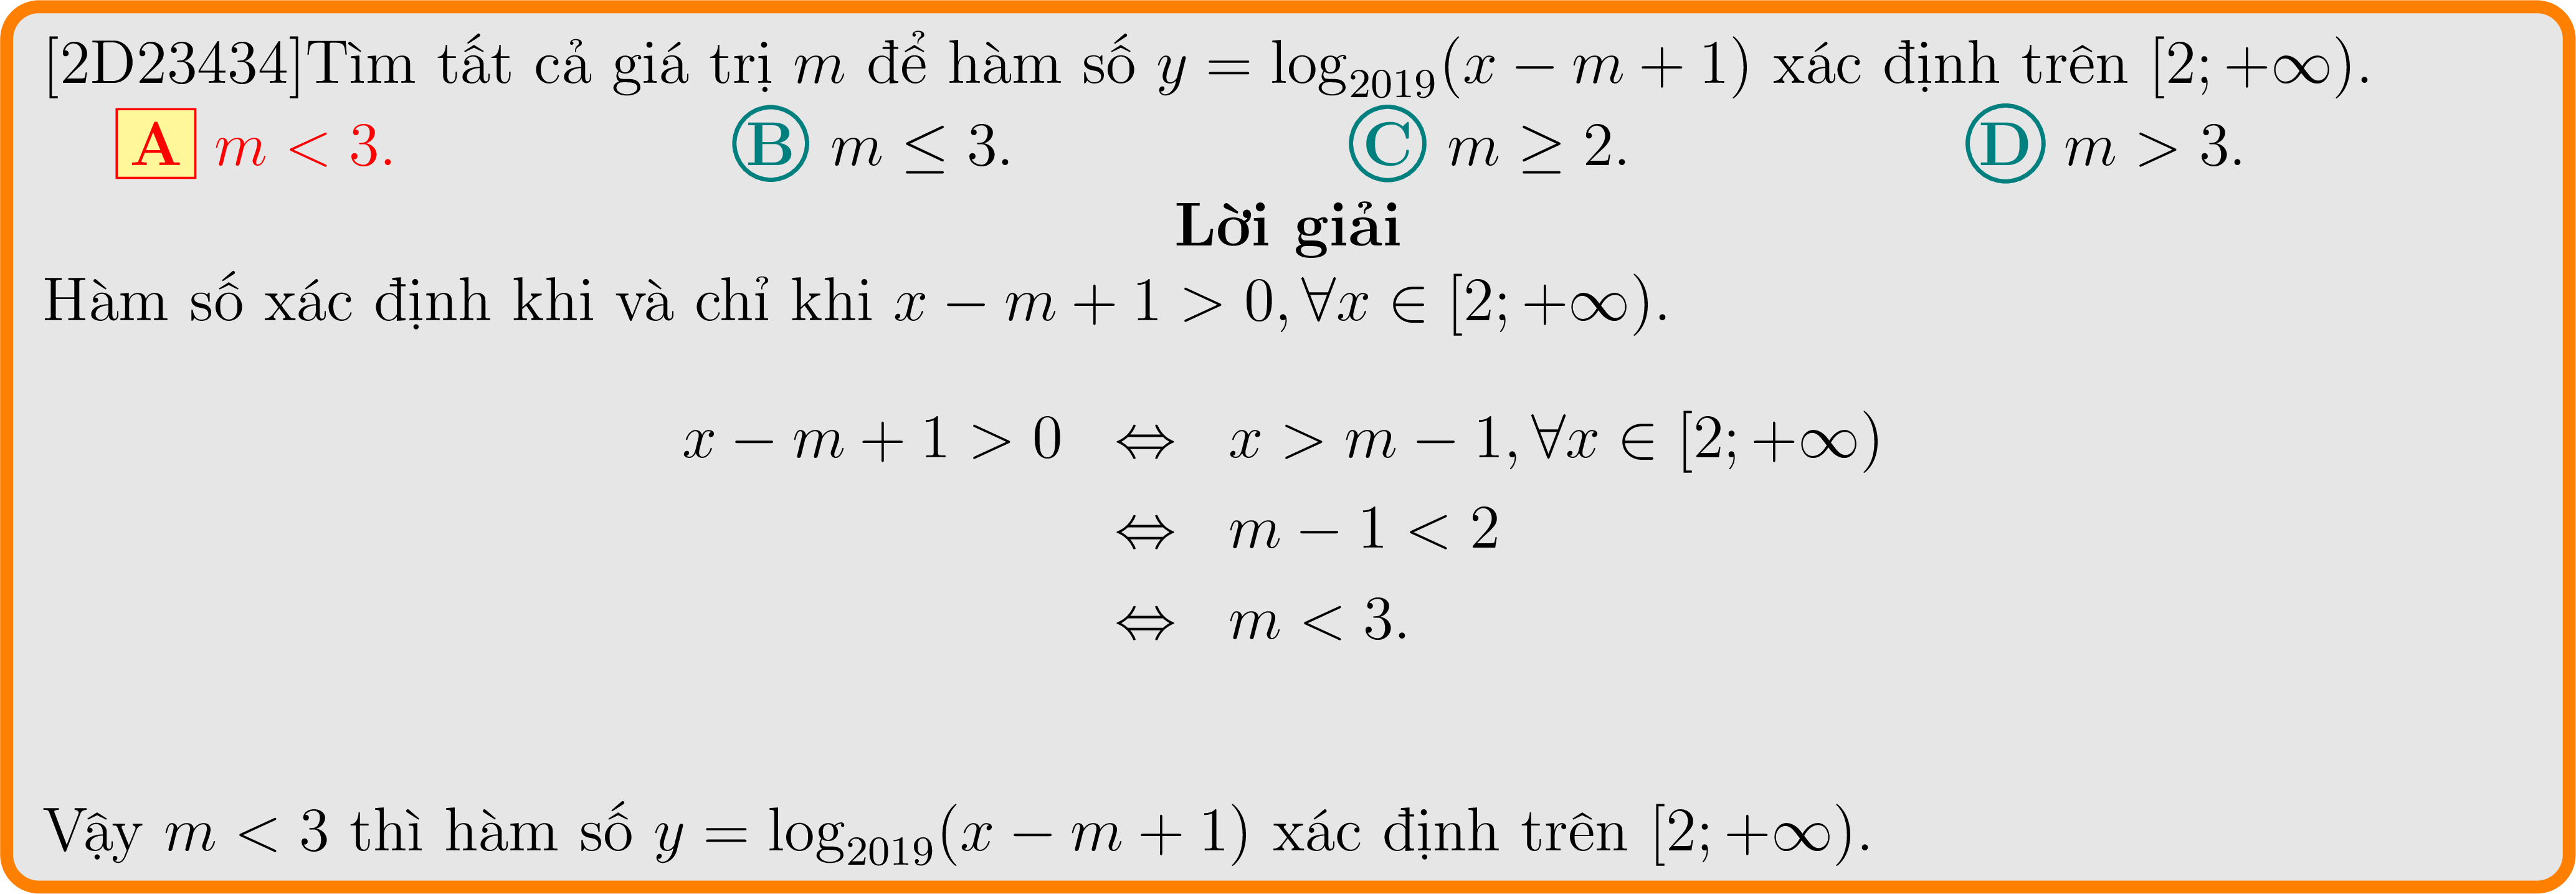 [2D23434]Tìm tất cả giá trị m để hàm số y = log₂₀₁₉(x − m + 1) xác định trên [2; +∞).
A m < 3. B m ≤ 3. C m ≥ 2. D m > 3.
Lời giải
Hàm số xác định khi và chỉ khi x − m + 1 > 0, ∀x ∈ [2; +∞).
x − m + 1 > 0 ⇔ x > m − 1, ∀x ∈ [2; +∞)
⇔ m − 1 < 2
⇔ m < 3.
Vậy m < 3 thì hàm số y = log₂₀₁₉(x − m + 1) xác định trên [2; +∞).